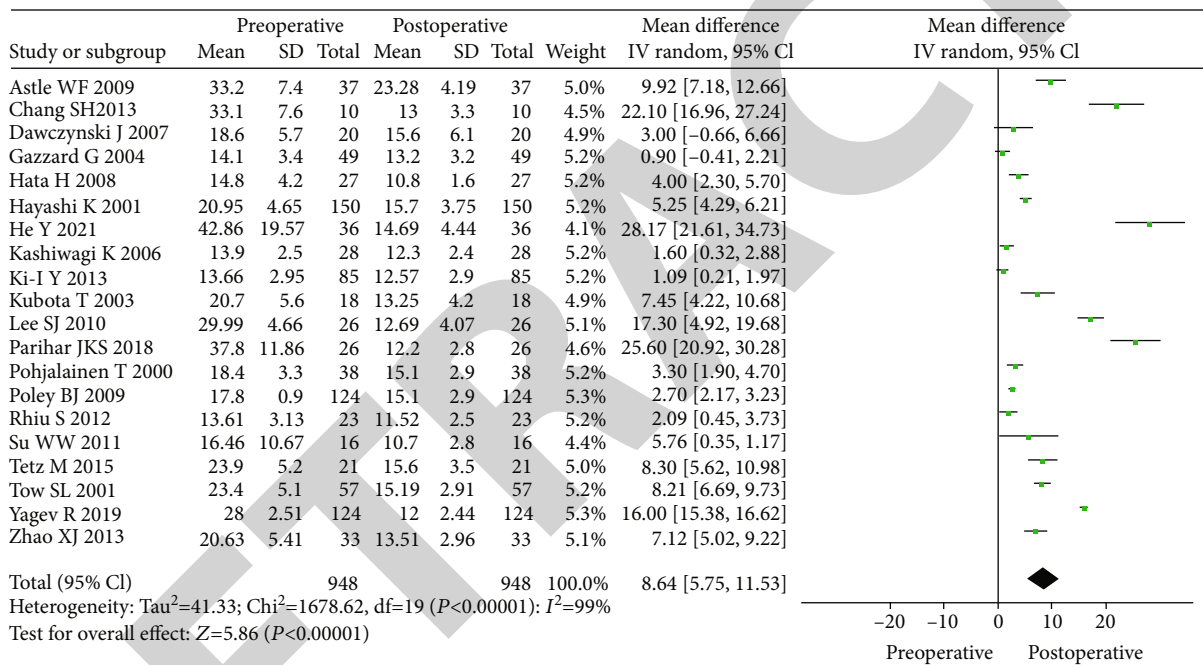 Preoperative Postoperative Mean difference Mean difference
Study or subgroup Mean SD Total Mean SD Total Weight IV random, 95% Cl IV random, 95% Cl
Astle WF 2009 33.2 7.4 37 23.28 4.19 37 5.0% 9.92 [7.18, 12.66]
Chang SH2013 33.1 7.6 10 13 3.3 10 4.5% 22.10 [16.96, 27.24]
Dawczynski J 2007 18.6 5.7 20 15.6 6.1 20 4.9% 3.00 [–0.66, 6.66]
Gazzard G 2004 14.1 3.4 49 13.2 3.2 49 5.2% 0.90 [–0.41, 2.21]
Hata H 2008 14.8 4.2 27 10.8 1.6 27 5.2% 4.00 [2.30, 5.70]
Hayashi K 2001 20.95 4.65 150 15.7 3.75 150 5.2% 5.25 [4.29, 6.21]
He Y 2021 42.86 19.57 36 14.69 4.44 36 4.1% 28.17 [21.61, 34.73]
Kashiwagi K 2006 13.9 2.5 28 12.3 2.4 28 5.2% 1.60 [0.32, 2.88]
Ki-I Y 2013 13.66 2.95 85 12.57 2.9 85 5.2% 1.09 [0.21, 1.97]
Kubota T 2003 20.7 5.6 18 13.25 4.2 18 4.9% 7.45 [4.22, 10.68]
Lee SJ 2010 29.99 4.66 26 12.69 4.07 26 5.1% 17.30 [4.92, 19.68]
Parihar JKS 2018 37.8 11.86 26 12.2 2.8 26 4.6% 25.60 [20.92, 30.28]
Pohjalainen T 2000 18.4 3.3 38 15.1 2.9 38 5.2% 3.30 [1.90, 4.70]
Poley BJ 2009 17.8 0.9 124 15.1 2.9 124 5.3% 2.70 [2.17, 3.23]
Rhiu S 2012 13.61 3.13 23 11.52 2.5 23 5.2% 2.09 [0.45, 3.73]
Su WW 2011 16.46 10.67 16 10.7 2.8 16 4.4% 5.76 [0.35, 1.17]
Tetz M 2015 23.9 5.2 21 15.6 3.5 21 5.0% 8.30 [5.62, 10.98]
Tow SL 2001 23.4 5.1 57 15.19 2.91 57 5.2% 8.21 [6.69, 9.73]
Yagev R 2019 28 2.51 124 12 2.44 124 5.3% 16.00 [15.38, 16.62]
Zhao XJ 2013 20.63 5.41 33 13.51 2.96 33 5.1% 7.12 [5.02, 9.22]
Total (95% Cl) 948 948 100.0% 8.64 [5.75, 11.53]
Heterogeneity: Tau²=41.33; Chi²=1678.62, df=19 (P<0.00001): I²=99%
Test for overall effect: Z=5.86 (P<0.00001)
–20 –10 0 10 20
Preoperative Postoperative